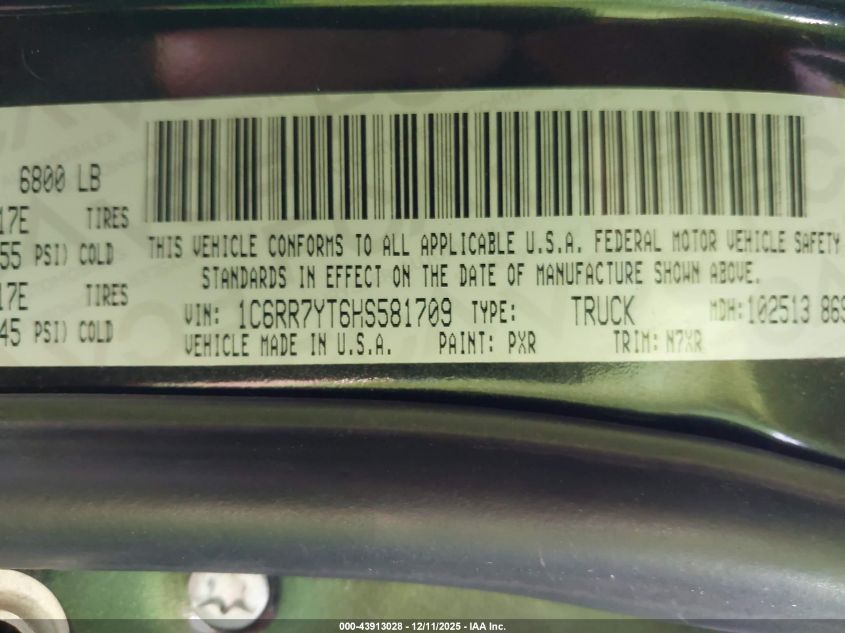 6800 LB
17E TIRES
55 PSI) COLD
17E TIRES
45 PSI) COLD
THIS VEHICLE CONFORMS TO ALL APPLICABLE U.S.A. FEDERAL MOTOR VEHICLE SAFETY
STANDARDS IN EFFECT ON THE DATE OF MANUFACTURE SHOWN ABOVE.
VIN: 1C6RR7YT6HS581709 TYPE: TRUCK MDH:102513 869
VEHICLE MADE IN U.S.A. PAINT: PXR TRIM: N7XR
000-43913028 - 12/11/2025 - IAA Inc.